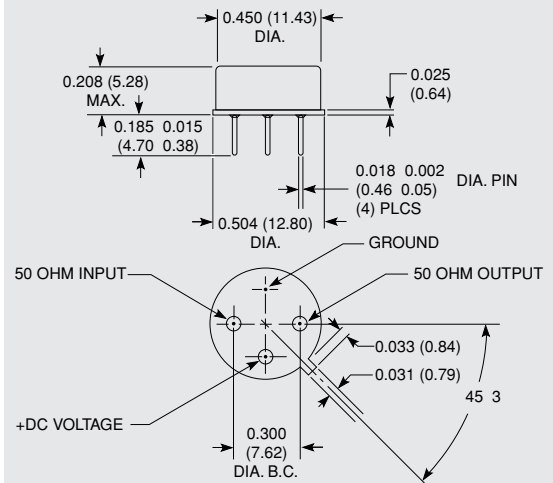 0.450 (11.43)
DIA.
0.208 (5.28)
MAX.
0.025
(0.64)
0.185 0.015
(4.70 0.38)
0.018 0.002
(0.46 0.05)
(4) PLCS
DIA. PIN
0.504 (12.80)
DIA.
GROUND
50 OHM INPUT
50 OHM OUTPUT
0.033 (0.84)
0.031 (0.79)
45 3
+DC VOLTAGE
0.300
(7.62)
DIA. B.C.